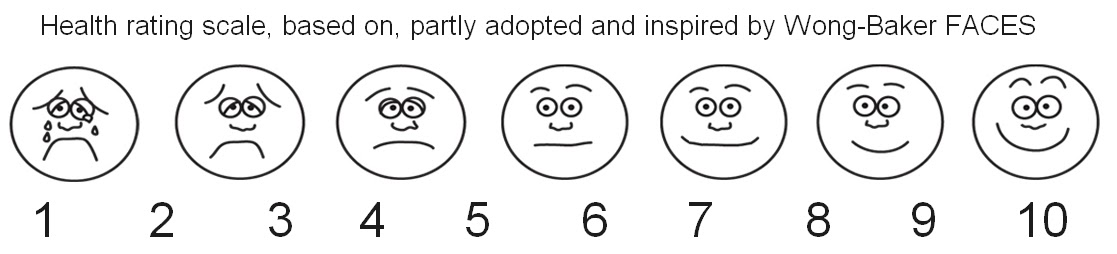 Health rating scale, based on, partly adopted and inspired by Wong-Baker FACES
1 2 3 4 5 6 7 8 9 10